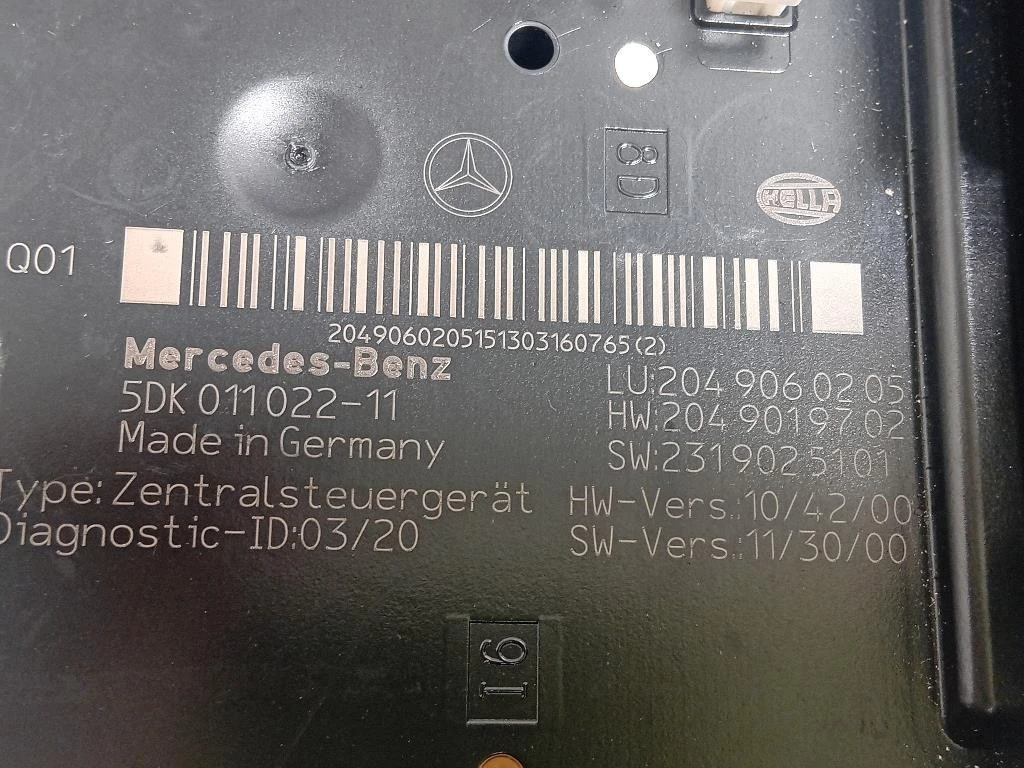 8D
HELLA
Q01
2049060205151303160765(2)
Mercedes-Benz
5DK 011022-11
Made in Germany
LU:204 906 02 05
HW:204 901 97 02
SW:231 902 51 01
Type: Zentralsteuergerät
Diagnostic-ID:03/20
HW-Vers.:10/42/00
SW-Vers.:11/30/00
16